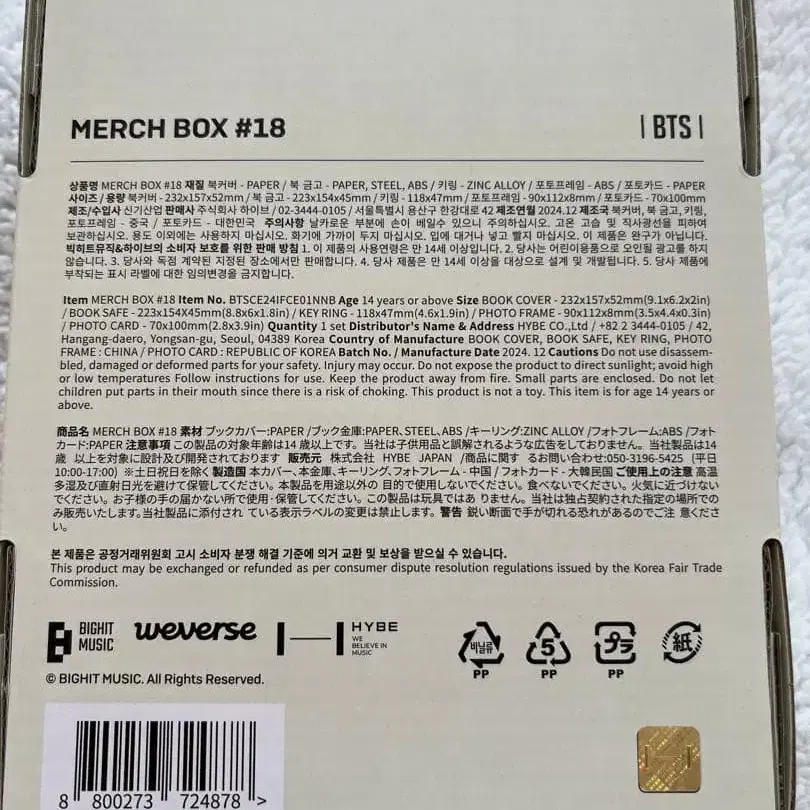 MERCH BOX #18
|BTS|
상품명 MERCH BOX #18 재질 북커버 - PAPER / 북 금고 - PAPER, STEEL, ABS / 키링 - ZINC ALLOY / 포토프레임 - ABS / 포토카드 - PAPER
사이즈 / 용량 북커버 - 232x157x52mm / 북 금고 - 223x154x45mm / 키링 - 118x47mm / 포토프레임 - 90x112x8mm / 포토카드 - 70x100mm
제조/수입사 신기산업 판매사 주식회사 하이브 / 02-3444-0105 / 서울특별시 용산구 한강대로 42 제조연월 2024.12 제조국 북커버, 북 금고, 키링,
포토프레임 - 중국 / 포토카드 - 대한민국 주의사항 날카로운 부분에 손이 베일수 있으니 주의하십시오. 고온 고습 및 직사광선을 피하여
보관하십시오. 용도 이외에는 사용하지 마십시오. 화기에 가까이 두지 마십시오. 입에 대거나 넣고 빨지 마십시오. 이 제품은 완구가 아닙니다.
빅히트뮤직&하이브의 소비자 보호를 위한 판매 방침 1. 이 제품의 사용연령은 만 14세 이상입니다. 2. 당사는 어린이용품으로 오인될 광고를 하지
않습니다. 3. 당사와 독점 계약한 지정된 장소에서만 판매합니다. 4. 당사 제품은 만 14세 이상을 대상으로 설계 및 개발됩니다. 5. 당사 제품에
부착되는 표시 라벨에 대한 임의변경을 금지합니다.
Item MERCH BOX #18 Item No. BTSCE24IFCE01NNB Age 14 years or above Size BOOK COVER - 232x157x52mm(9.1x6.2x2in)
/ BOOK SAFE - 223x154X45mm(8.8x6x1.8in) / KEY RING - 118x47mm(4.6x1.9in) / PHOTO FRAME - 90x112x8mm(3.5x4.4x0.3in)
/ PHOTO CARD - 70x100mm(2.8x3.9in) Quantity 1 set Distributor's Name & Address HYBE CO.,Ltd / +82 2 3444-0105 / 42,
Hangang-daero, Yongsan-gu, Seoul, 04389 Korea Country of Manufacture BOOK COVER, BOOK SAFE, KEY RING, PHOTO
FRAME : CHINA / PHOTO CARD : REPUBLIC OF KOREA Batch No. / Manufacture Date 2024. 12 Cautions Do not use disassem-
bled, damaged or deformed parts for your safety. Injury may occur. Do not expose the product to direct sunlight; avoid high
or low temperatures Follow instructions for use. Keep the product away from fire. Small parts are enclosed. Do not let
children put parts in their mouth since there is a risk of choking. This product is not a toy. This item is for ages 14 years or
above.
商品名 MERCH BOX #18 素材 ブックカバー:PAPER /ブック金庫:PAPER、STEEL、ABS /キーリング:ZINC ALLOY /フォトフレーム:ABS /フォト
カード:PAPER 注意事項 この製品の対象年齢は14 歳以上です。当社は子供用品と誤解されるような広告をしておりません。当社製品は14
歳 以上を対象に設計及び開発されております 販売元 株式会社 HYBE JAPAN /商品に関す るお問い合わせ:050-3196-5425 (平日
10:00-17:00) ※土日祝日を除く 製造国 本カバー、本金庫、キーリング、フォトフレーム - 中国 / フォトカード - 大韓民国 ご使用上の注意 高温
多湿及び直射日光を避けて保管してください。本製品を用途以外の 目的で使用しないでください。食べないでください。火気に近づけない
でください。お子様の手の届かない所で使用·保管してください。この製品は玩具ではあ りません。当社は独占契約された指定の場所での
み販売いたします。当社製品に添付され ている表示ラベルの変更は禁止します。警告 鋭い断面で手が切れる恐れがあるのでご注 意くださ
い。
본 제품은 공정거래위원회 고시 소비자 분쟁 해결 기준에 의거 교환 및 보상을 받으실 수 있습니다.
This product may be exchanged or refunded as per consumer dispute resolution regulations issued by the Korea Fair Trade
Commission.
BIGHIT
MUSIC
weverse
HYBE
WE
BELIEVE IN
MUSIC
비닐류
PP
5
PP
プラ
PP
紙
© BIGHIT MUSIC. All Rights Reserved.
8 800273 724878 >